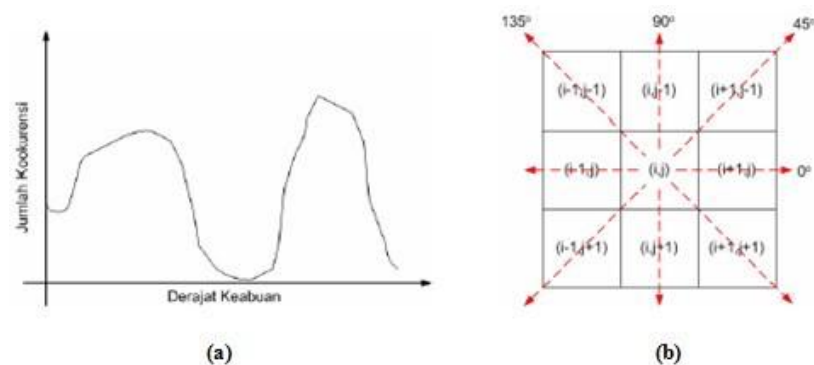 Jumlah Kookurensi
Derajat Keabuan
(a)
135° 90° 45°
(i-1,j-1) (i,j-1) (i+1,j-1)
(i-1,j) (i,j) (i+1,j) 0°
(i-1,j+1) (i,j+1) (i+1,j+1)
(b)